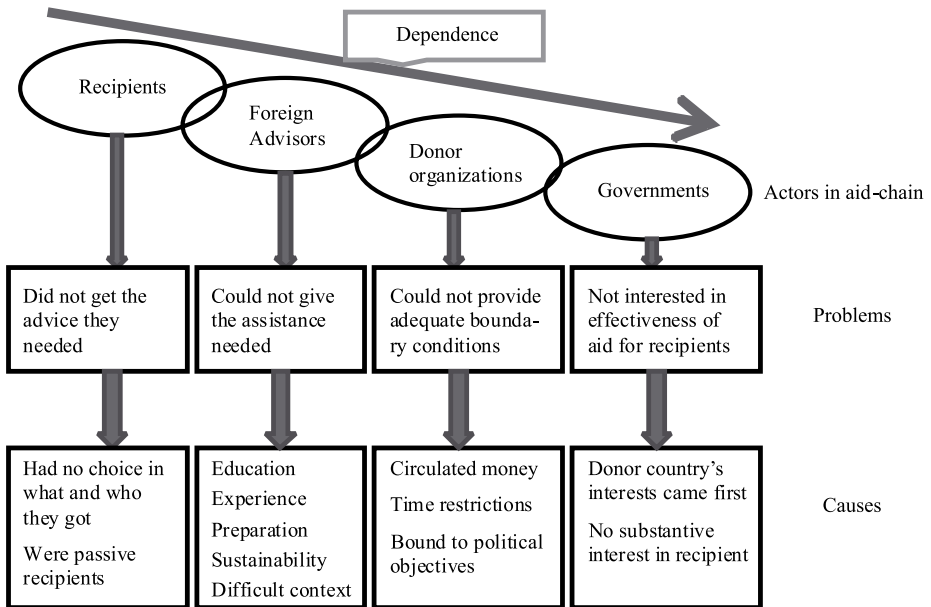 Dependence
Recipients
Foreign
Advisors
Donor
organizations
Governments
Actors in aid-chain
Did not get the
advice they
needed
Could not give
the assistance
needed
Could not provide
adequate bounda-
ry conditions
Not interested in
effectiveness of
aid for recipients
Problems
Had no choice in
what and who
they got
Were passive
recipients
Education
Experience
Preparation
Sustainability
Difficult context
Circulated money
Time restrictions
Bound to political
objectives
Donor country’s
interests came first
No substantive
interest in recipient
Causes